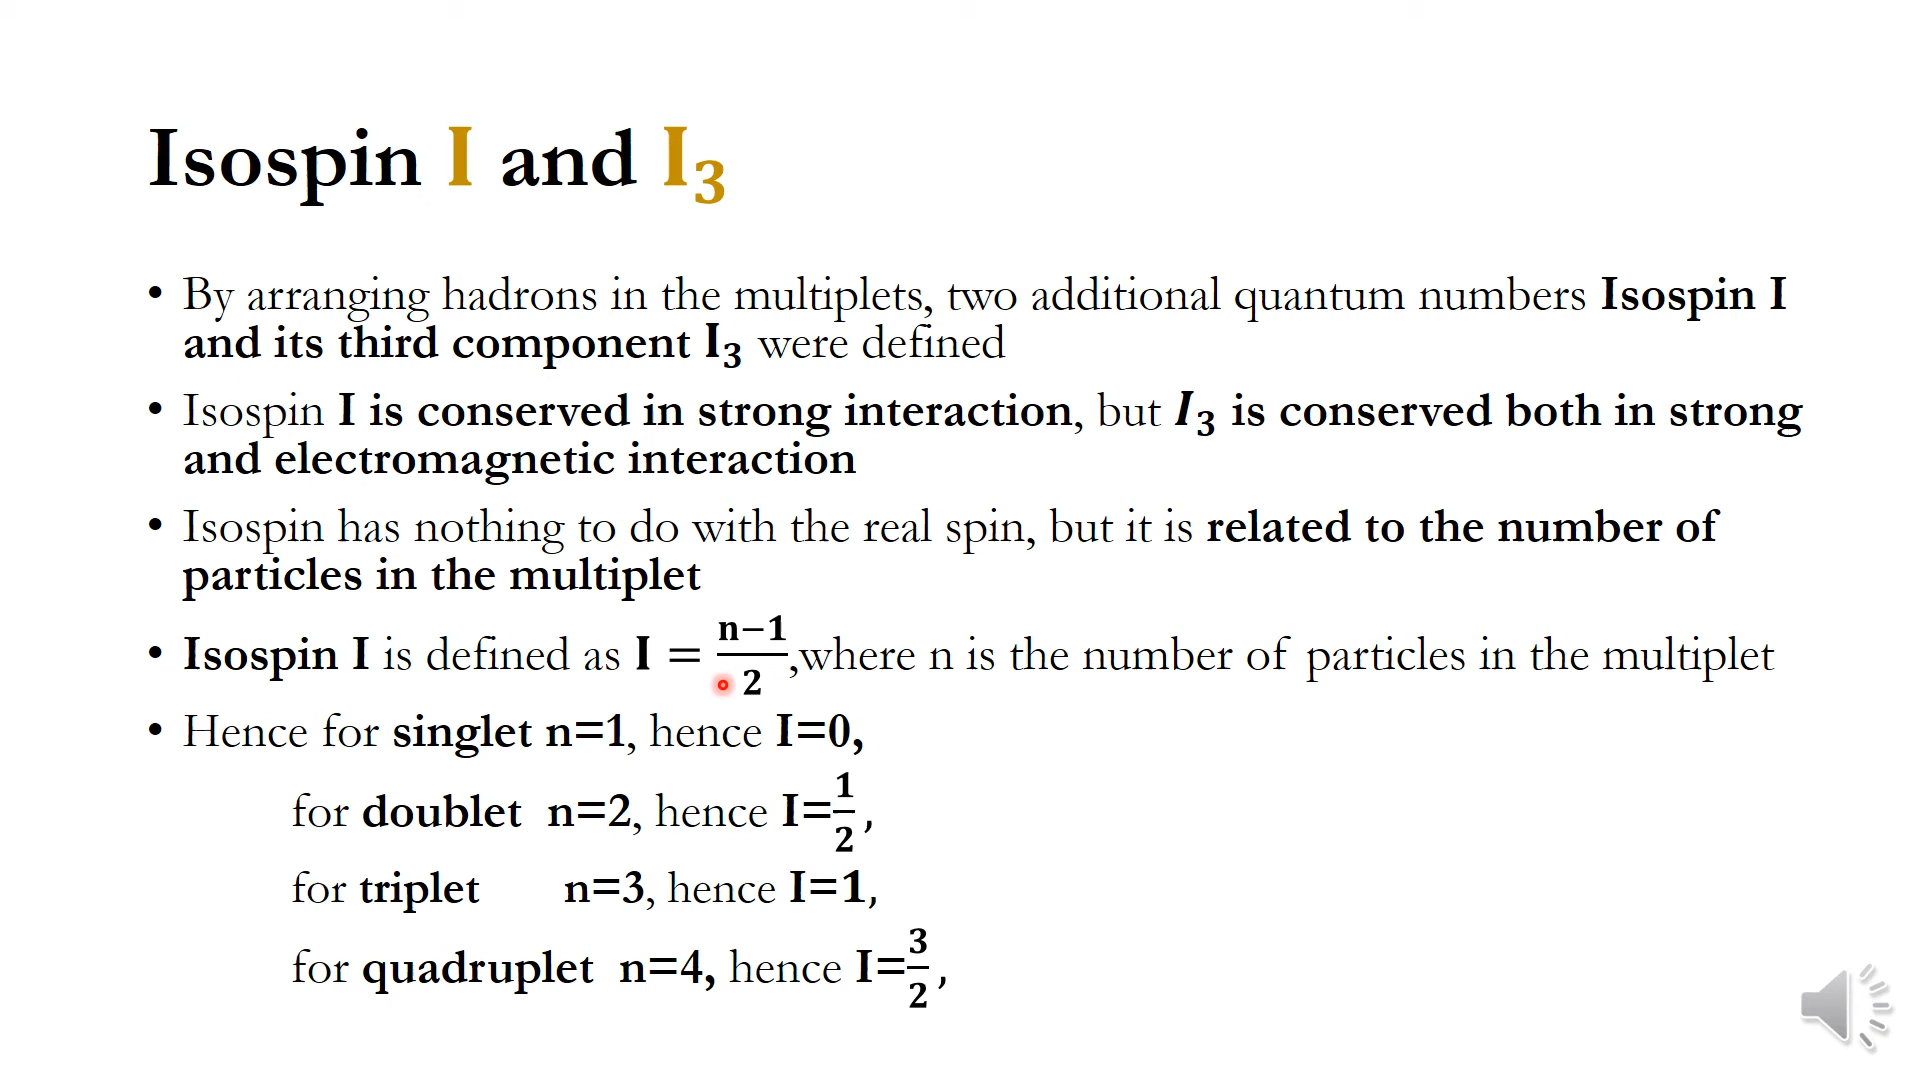 Isospin I and I₃
• By arranging hadrons in the multiplets, two additional quantum numbers Isospin I
and its third component I₃ were defined
• Isospin I is conserved in strong interaction, but I₃ is conserved both in strong
and electromagnetic interaction
• Isospin has nothing to do with the real spin, but it is related to the number of
particles in the multiplet
• Isospin I is defined as I = (n−1)/2 ,where n is the number of particles in the multiplet
• Hence for singlet n=1, hence I=0,
for doublet n=2, hence I=1/2,
for triplet n=3, hence I=1,
for quadruplet n=4, hence I=3/2,